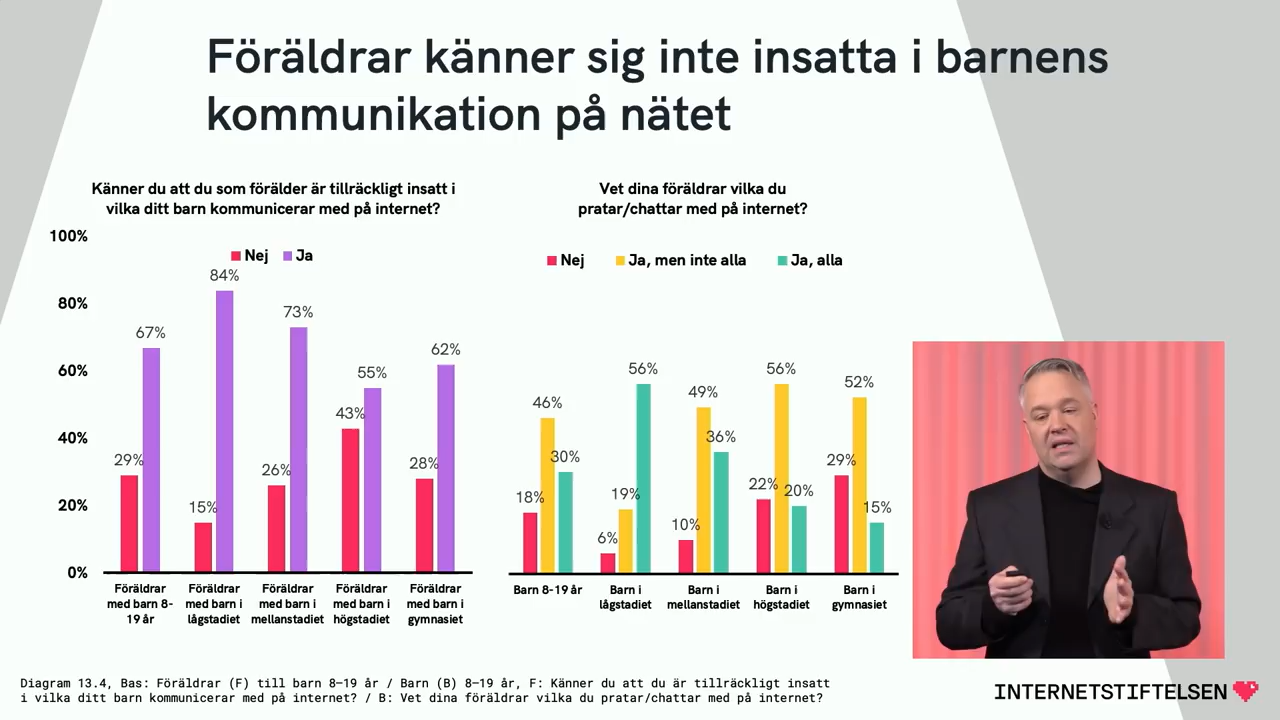 Föräldrar känner sig inte insatta i barnens
kommunikation på nätet
Känner du att du som förälder är tillräckligt insatt i
vilka ditt barn kommunicerar med på internet?
Nej Ja
100%
80%
60%
40%
20%
0%
29% 67%
15% 84%
26% 73%
43% 55%
28% 62%
Föräldrar
med barn 8-
19 år
Föräldrar
med barn i
lågstadiet
Föräldrar
med barn i
mellanstadiet
Föräldrar
med barn i
högstadiet
Föräldrar
med barn i
gymnasiet
Vet dina föräldrar vilka du
pratar/chattar med på internet?
Nej Ja, men inte alla Ja, alla
18% 46% 30%
6% 19% 56%
10% 49% 36%
22% 56% 20%
29% 52% 15%
Barn 8-19 år
Barn i
lågstadiet
Barn i
mellanstadiet
Barn i
högstadiet
Barn i
gymnasiet
Diagram 13.4, Bas: Föräldrar (F) till barn 8–19 år / Barn (B) 8–19 år, F: Känner du att du är tillräckligt insatt
i vilka ditt barn kommunicerar med på internet? / B: Vet dina föräldrar vilka du pratar/chattar med på internet?
INTERNETSTIFTELSEN